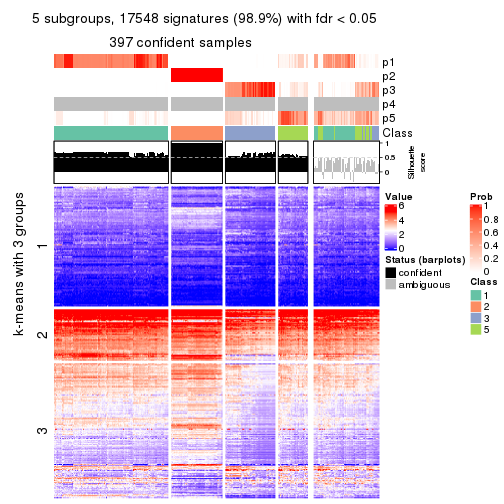 5 subgroups, 17548 signatures (98.9%) with fdr < 0.05
397 confident samples
p1
p2
p3
p4
p5
Class
1
0.5
0
Silhouette
score
k-means with 3 groups
1
2
3
Value
6
4
2
0
Status (barplots)
confident
ambiguous
Prob
1
0.8
0.6
0.4
0.2
0
Class
1
2
3
5